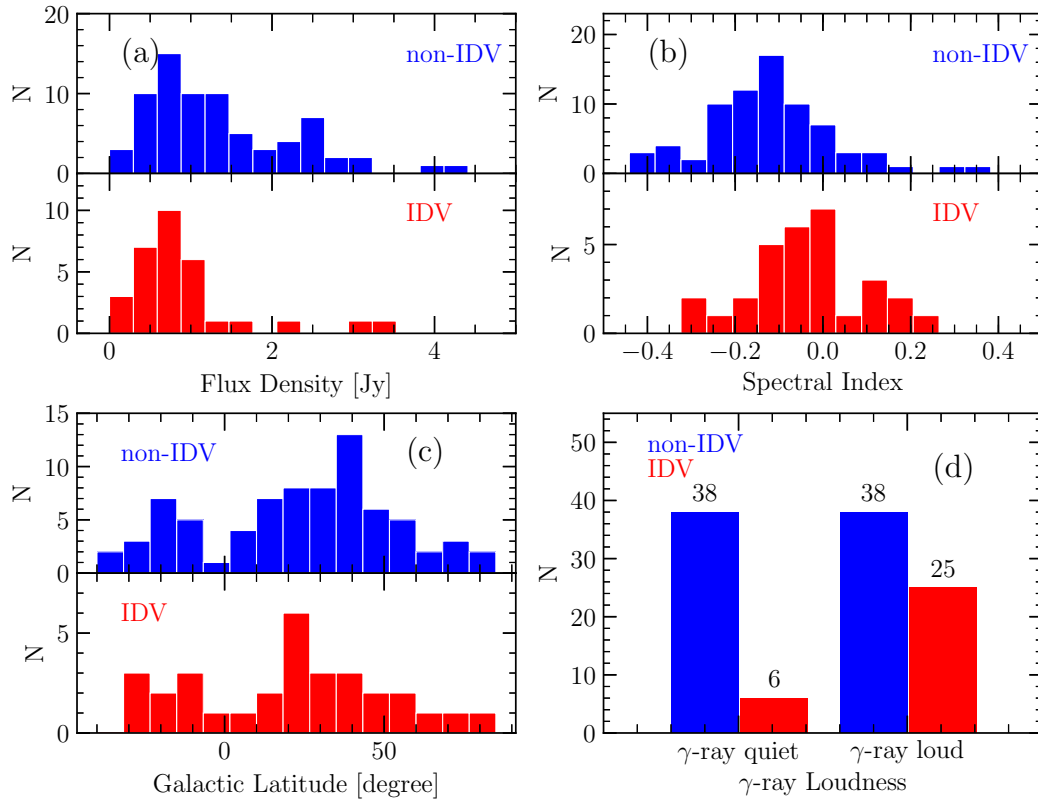 (a)
non-IDV
N
20
10
0
IDV
N
10
5
0
0 2 4
Flux Density [Jy]
(b)
non-IDV
N
20
10
0
IDV
N
5
0
−0.4 −0.2 0.0 0.2 0.4
Spectral Index
(c)
non-IDV
N
15
10
5
0
IDV
N
5
0
0 50
Galactic Latitude [degree]
(d)
non-IDV
IDV
N
50
40
30
20
10
0
38 6 38 25
γ-ray quiet γ-ray loud
γ-ray Loudness